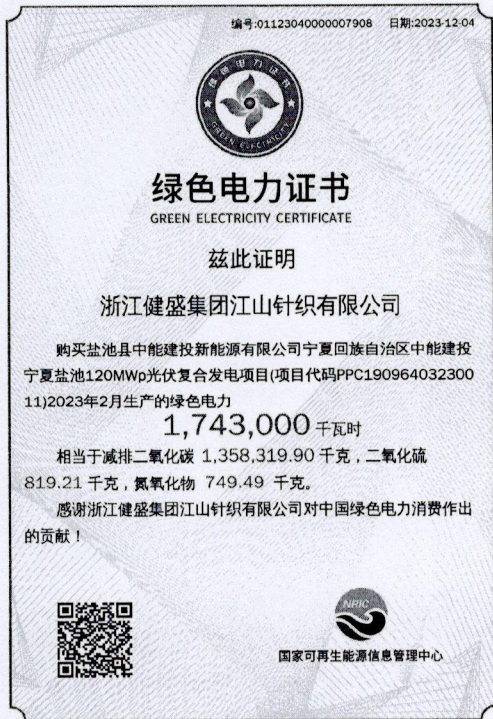 编号:01123040000007908 日期:2023-12-04
绿色电力证书
GREEN ELECTRICITY
绿色电力证书
GREEN ELECTRICITY CERTIFICATE
兹此证明
浙江健盛集团江山针织有限公司
购买盐池县中能建投新能源有限公司宁夏回族自治区中能建投
宁夏盐池120MWp光伏复合发电项目(项目代码PPC190964032300
11)2023年2月生产的绿色电力
1,743,000 千瓦时
相当于减排二氧化碳 1,358,319.90 千克，二氧化硫
819.21 千克，氮氧化物 749.49 千克。
感谢浙江健盛集团江山针织有限公司对中国绿色电力消费作出
的贡献！
NRIC
国家可再生能源信息管理中心